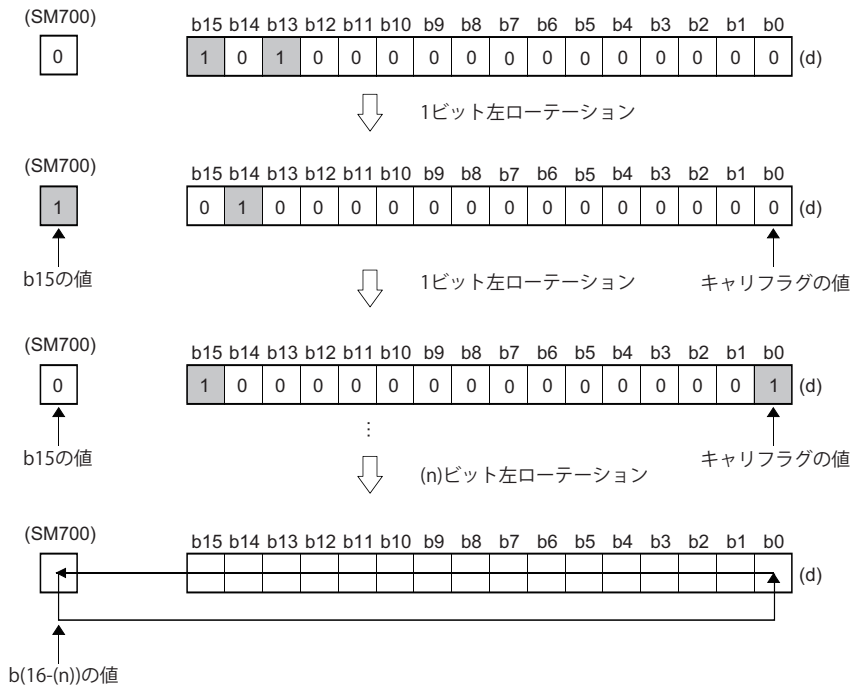 (SM700)
b15 b14 b13 b12 b11 b10 b9 b8 b7 b6 b5 b4 b3 b2 b1 b0
0 1 0 1 0 0 0 0 0 0 0 0 0 0 0 0 0 (d)
1ビット左ローテーション
(SM700)
b15 b14 b13 b12 b11 b10 b9 b8 b7 b6 b5 b4 b3 b2 b1 b0
1 0 1 0 0 0 0 0 0 0 0 0 0 0 0 0 0 (d)
b15の値 1ビット左ローテーション キャリフラグの値
(SM700)
b15 b14 b13 b12 b11 b10 b9 b8 b7 b6 b5 b4 b3 b2 b1 b0
0 1 0 0 0 0 0 0 0 0 0 0 0 0 0 0 1 (d)
⋮
b15の値 (n)ビット左ローテーション キャリフラグの値
(SM700)
b15 b14 b13 b12 b11 b10 b9 b8 b7 b6 b5 b4 b3 b2 b1 b0
(d)
b(16-(n))の値